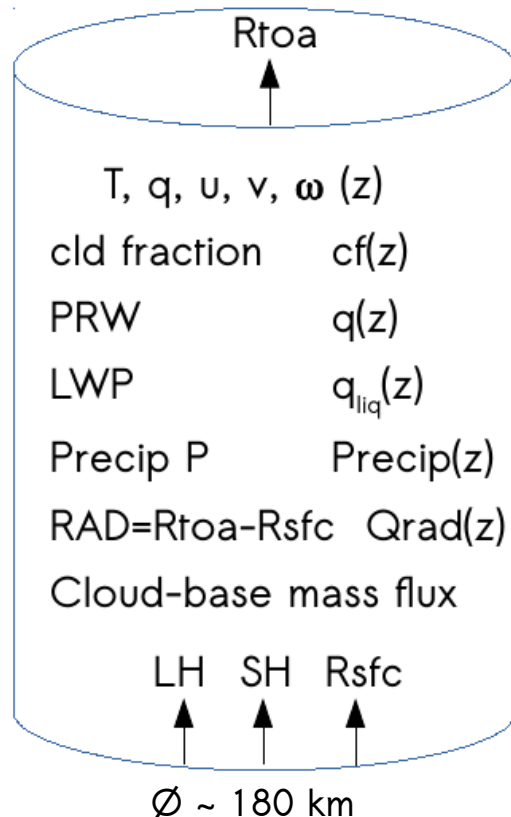 Rtoa
T, q, u, v, ω (z)
cld fraction cf(z)
PRW q(z)
LWP qliq(z)
Precip P Precip(z)
RAD=Rtoa-Rsfc Qrad(z)
Cloud-base mass flux
LH SH Rsfc
Ø ~ 180 km